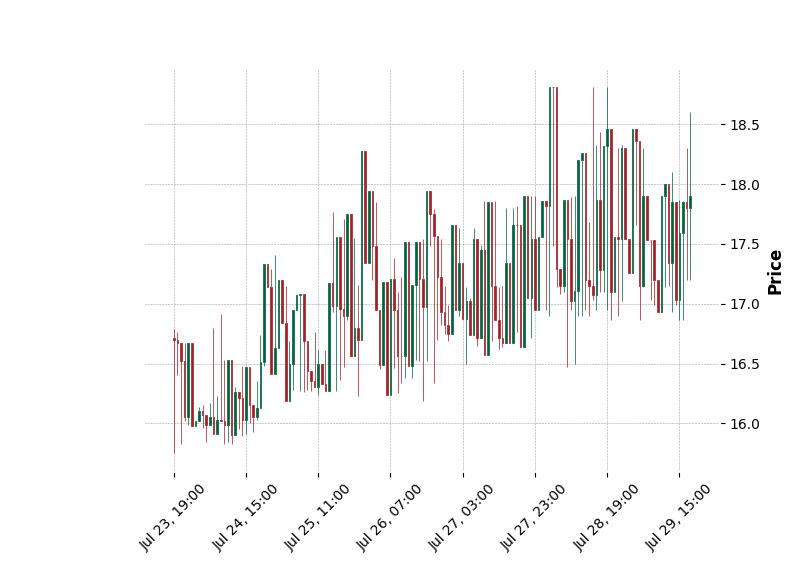 18.5
18.0
17.5
17.0
16.5
16.0
Price
Jul 23, 19:00
Jul 24, 15:00
Jul 25, 11:00
Jul 26, 07:00
Jul 27, 03:00
Jul 27, 23:00
Jul 28, 19:00
Jul 29, 15:00